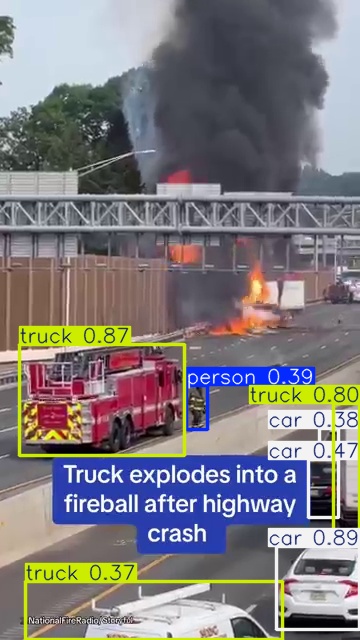 truck 0.87
person 0.39
truck 0.80
car 0.38
car 0.47
Truck explodes into a
fireball after highway
crash
car 0.89
truck 0.37
NationalFireRadio/Storyful